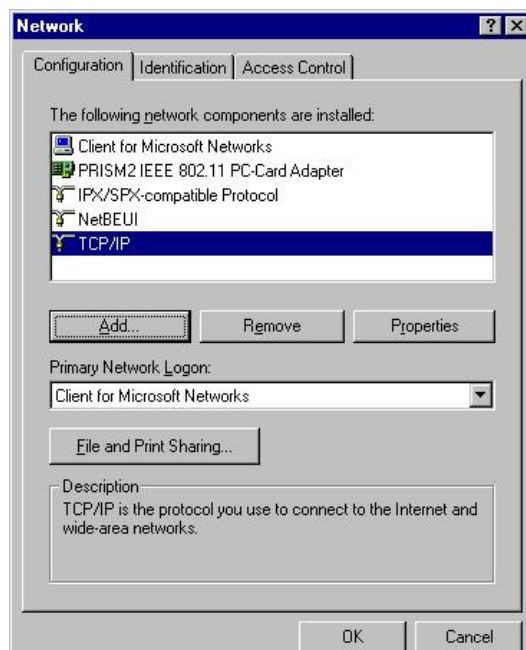 Network
Configuration Identification Access Control
The following network components are installed:
Client for Microsoft Networks
PRISM2 IEEE 802.11 PC-Card Adapter
IPX/SPX-compatible Protocol
NetBEUI
TCP/IP
Add... Remove Properties
Primary Network Logon:
Client for Microsoft Networks
File and Print Sharing...
Description
TCP/IP is the protocol you use to connect to the Internet and
wide-area networks.
OK Cancel